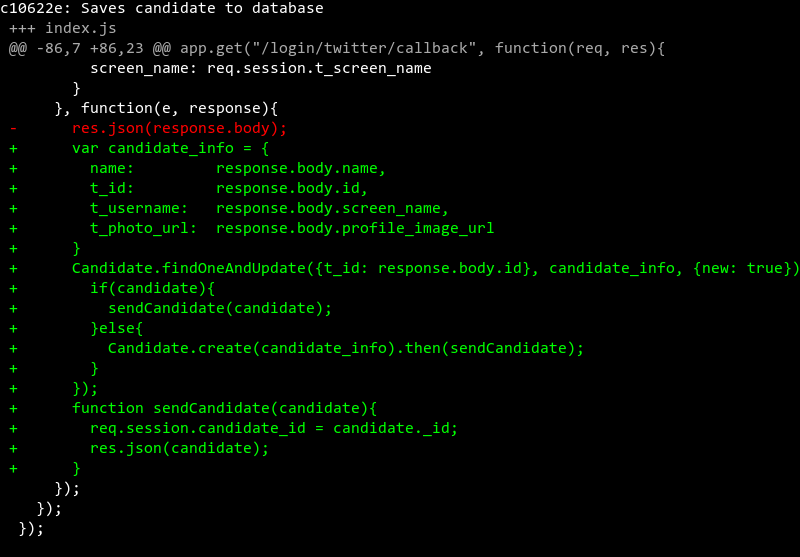 c10622e: Saves candidate to database
 +++ index.js
 @@ -86,7 +86,23 @@ app.get("/login/twitter/callback", function(req, res){
          screen_name: req.session.t_screen_name
        }
      }, function(e, response){
 -      res.json(response.body);
 +      var candidate_info = {
 +        name:         response.body.name,
 +        t_id:         response.body.id,
 +        t_username:   response.body.screen_name,
 +        t_photo_url:  response.body.profile_image_url
 +      }
 +      Candidate.findOneAndUpdate({t_id: response.body.id}, candidate_info, {new: true})
 +        if(candidate){
 +          sendCandidate(candidate);
 +        }else{
 +          Candidate.create(candidate_info).then(sendCandidate);
 +        }
 +      });
 +      function sendCandidate(candidate){
 +        req.session.candidate_id = candidate._id;
 +        res.json(candidate);
 +      }
      });
    });
  });